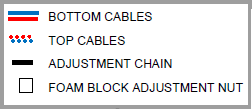 BOTTOM CABLES
TOP CABLES
ADJUSTMENT CHAIN
FOAM BLOCK ADJUSTMENT NUT